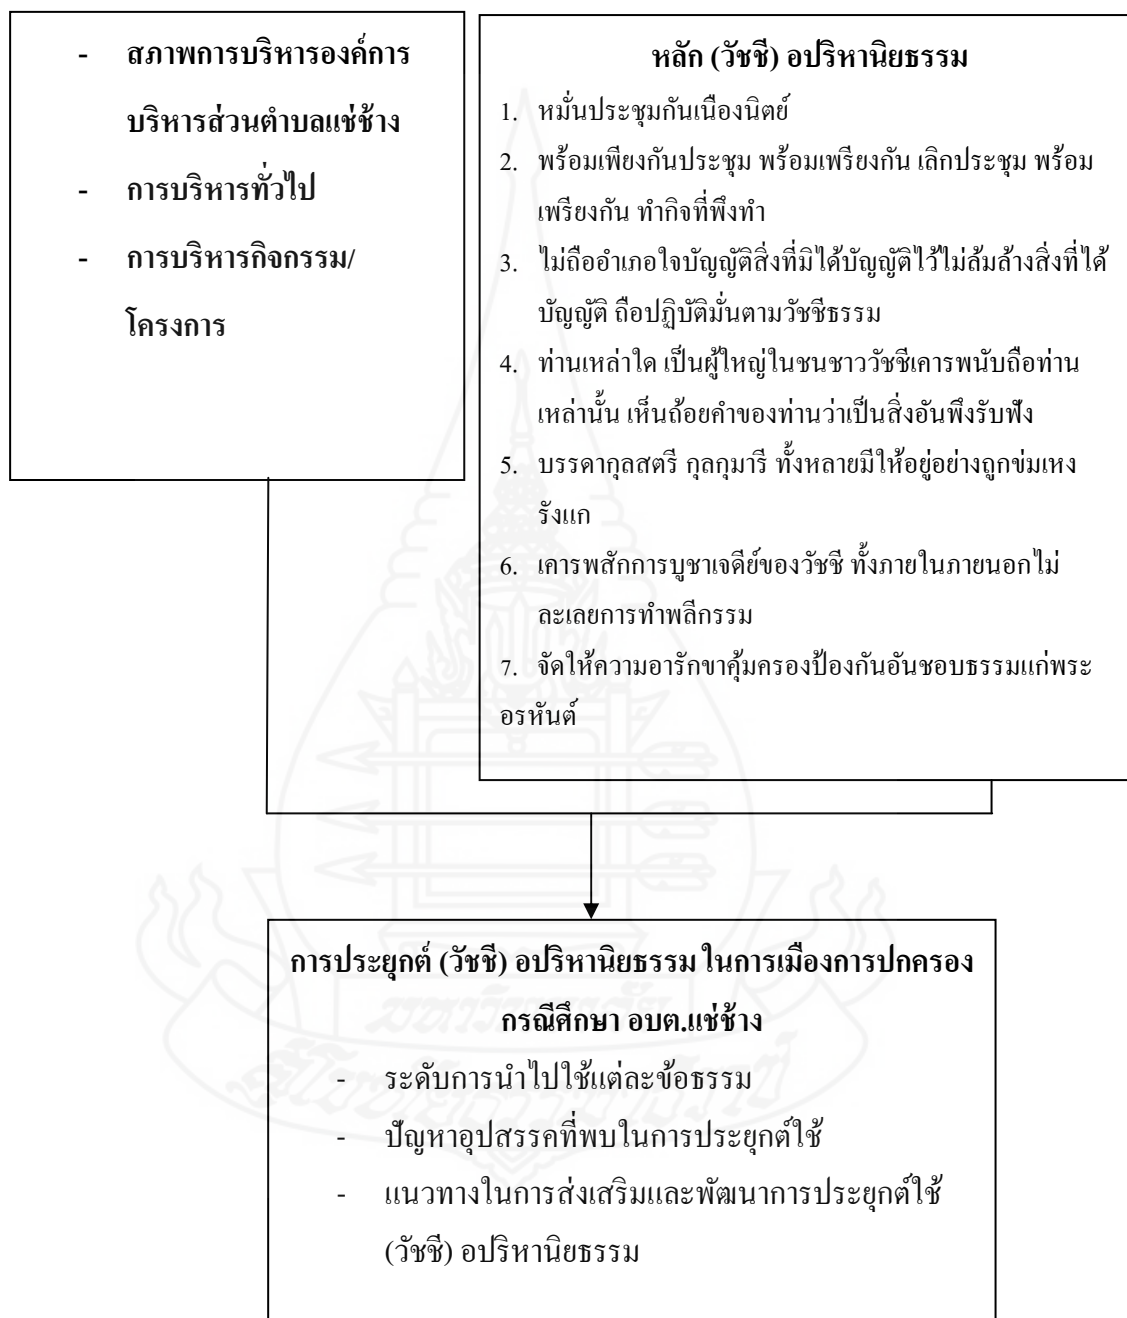 - สภาพการบริหารองค์การ
บริหารส่วนตำบลแช่ช้าง
- การบริหารทั่วไป
- การบริหารกิจกรรม/
โครงการ
หลัก (วัชชี) อปริหานิยธรรม
1. หมั่นประชุมกันเนืองนิตย์
2. พร้อมเพียงกันประชุม พร้อมเพรียงกัน เลิกประชุม พร้อม
เพรียงกัน ทำกิจที่พึงทำ
3. ไม่ถืออำเภอใจบัญญัติสิ่งที่มิได้บัญญัติไว้ไม่ล้มล้างสิ่งที่ได้
บัญญัติ ถือปฏิบัติมั่นตามวัชชีธรรม
4. ท่านเหล่าใด เป็นผู้ใหญ่ในชนชาววัชชีเคารพนับถือท่าน
เหล่านั้น เห็นถ้อยคำของท่านว่าเป็นสิ่งอันพึงรับฟัง
5. บรรดากุลสตรี กุลกุมารี ทั้งหลายมีให้อยู่อย่างถูกข่มเหง
รังแก
6. เคารพสักการบูชาเจดีย์ของวัชชี ทั้งภายในภายนอกไม่
ละเลยการทำพลีกรรม
7. จัดให้ความอารักขาคุ้มครองป้องกันอันชอบธรรมแก่พระ
อรหันต์
การประยุกต์ (วัชชี) อปริหานิยธรรม ในการเมืองการปกครอง
กรณีศึกษา อบต.แช่ช้าง
- ระดับการนำไปใช้แต่ละข้อธรรม
- ปัญหาอุปสรรคที่พบในการประยุกต์ใช้
- แนวทางในการส่งเสริมและพัฒนาการประยุกต์ใช้
(วัชชี) อปริหานิยธรรม
มหาวิทยาลัย
สุโขทัยธรรมาธิราช